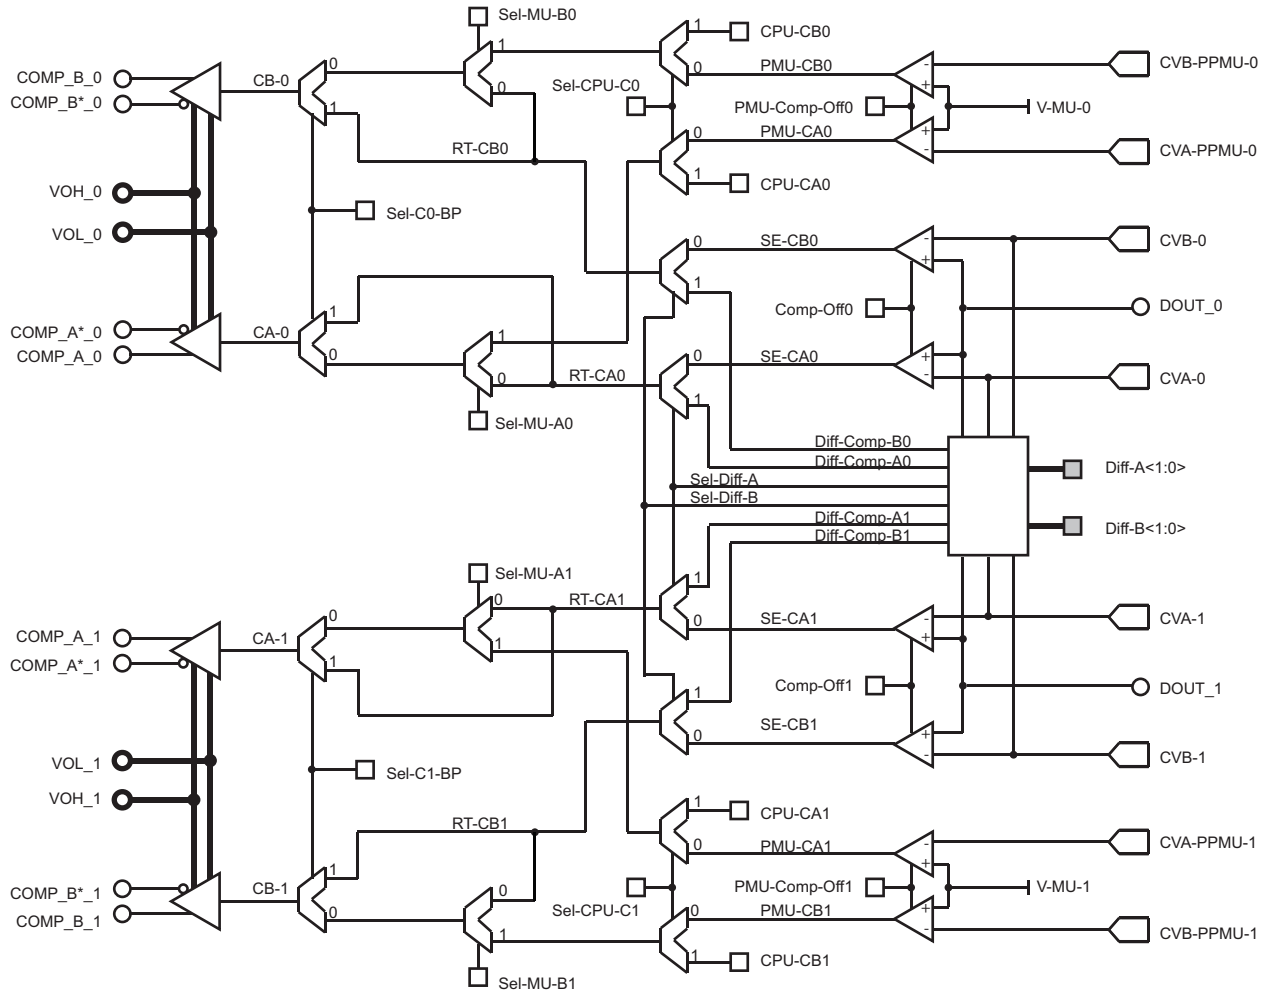 Sel-MU-B0
1
CPU-CB0
COMP_B_0
COMP_B*_0
CB-0
0
1
1
0
Sel-CPU-C0
0
PMU-CB0
-
+
CVB-PPMU-0
PMU-Comp-Off0
V-MU-0
RT-CB0
0
PMU-CA0
+
-
CVA-PPMU-0
1
CPU-CA0
VOH_0
VOL_0
Sel-C0-BP
0
SE-CB0
-
+
CVB-0
1
Comp-Off0
DOUT_0
COMP_A*_0
COMP_A_0
CA-0
1
0
1
0
RT-CA0
0
SE-CA0
+
-
CVA-0
1
Sel-MU-A0
Diff-Comp-B0
Diff-Comp-A0
Sel-Diff-A
Sel-Diff-B
Diff-Comp-A1
Diff-Comp-B1
Diff-A<1:0>
Diff-B<1:0>
Sel-MU-A1
1
COMP_A_1
COMP_A*_1
CA-1
0
1
0
1
RT-CA1
0
SE-CA1
-
+
CVA-1
Comp-Off1
DOUT_1
1
0
SE-CB1
+
-
CVB-1
VOL_1
VOH_1
Sel-C1-BP
1
CPU-CA1
RT-CB1
0
PMU-CA1
-
+
CVA-PPMU-1
COMP_B*_1
COMP_B_1
CB-1
1
0
0
1
Sel-CPU-C1
PMU-Comp-Off1
V-MU-1
0
PMU-CB1
+
-
CVB-PPMU-1
1
CPU-CB1
Sel-MU-B1